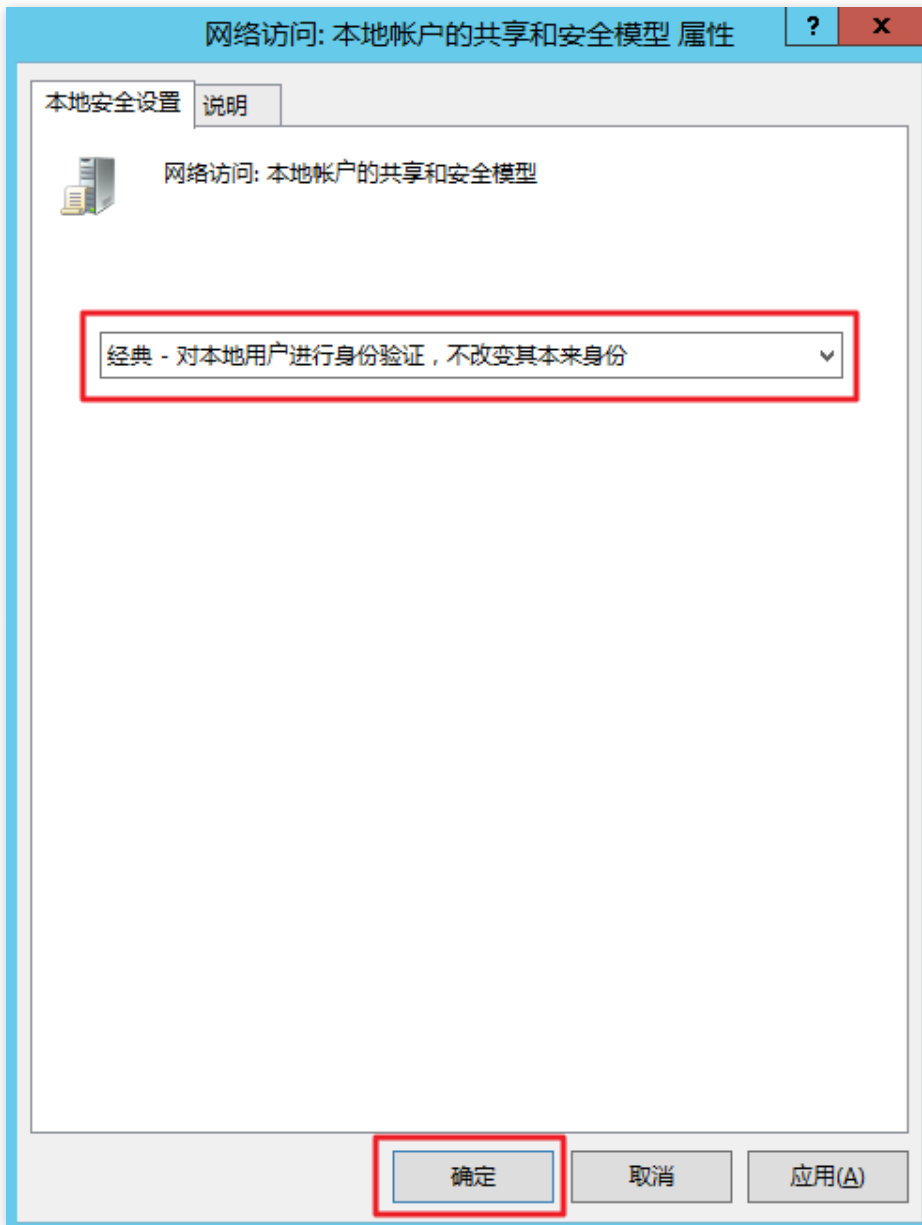 网络访问: 本地帐户的共享和安全模型 属性
? x
本地安全设置 说明
网络访问: 本地帐户的共享和安全模型
经典 - 对本地用户进行身份验证，不改变其本来身份
确定 取消 应用(A)